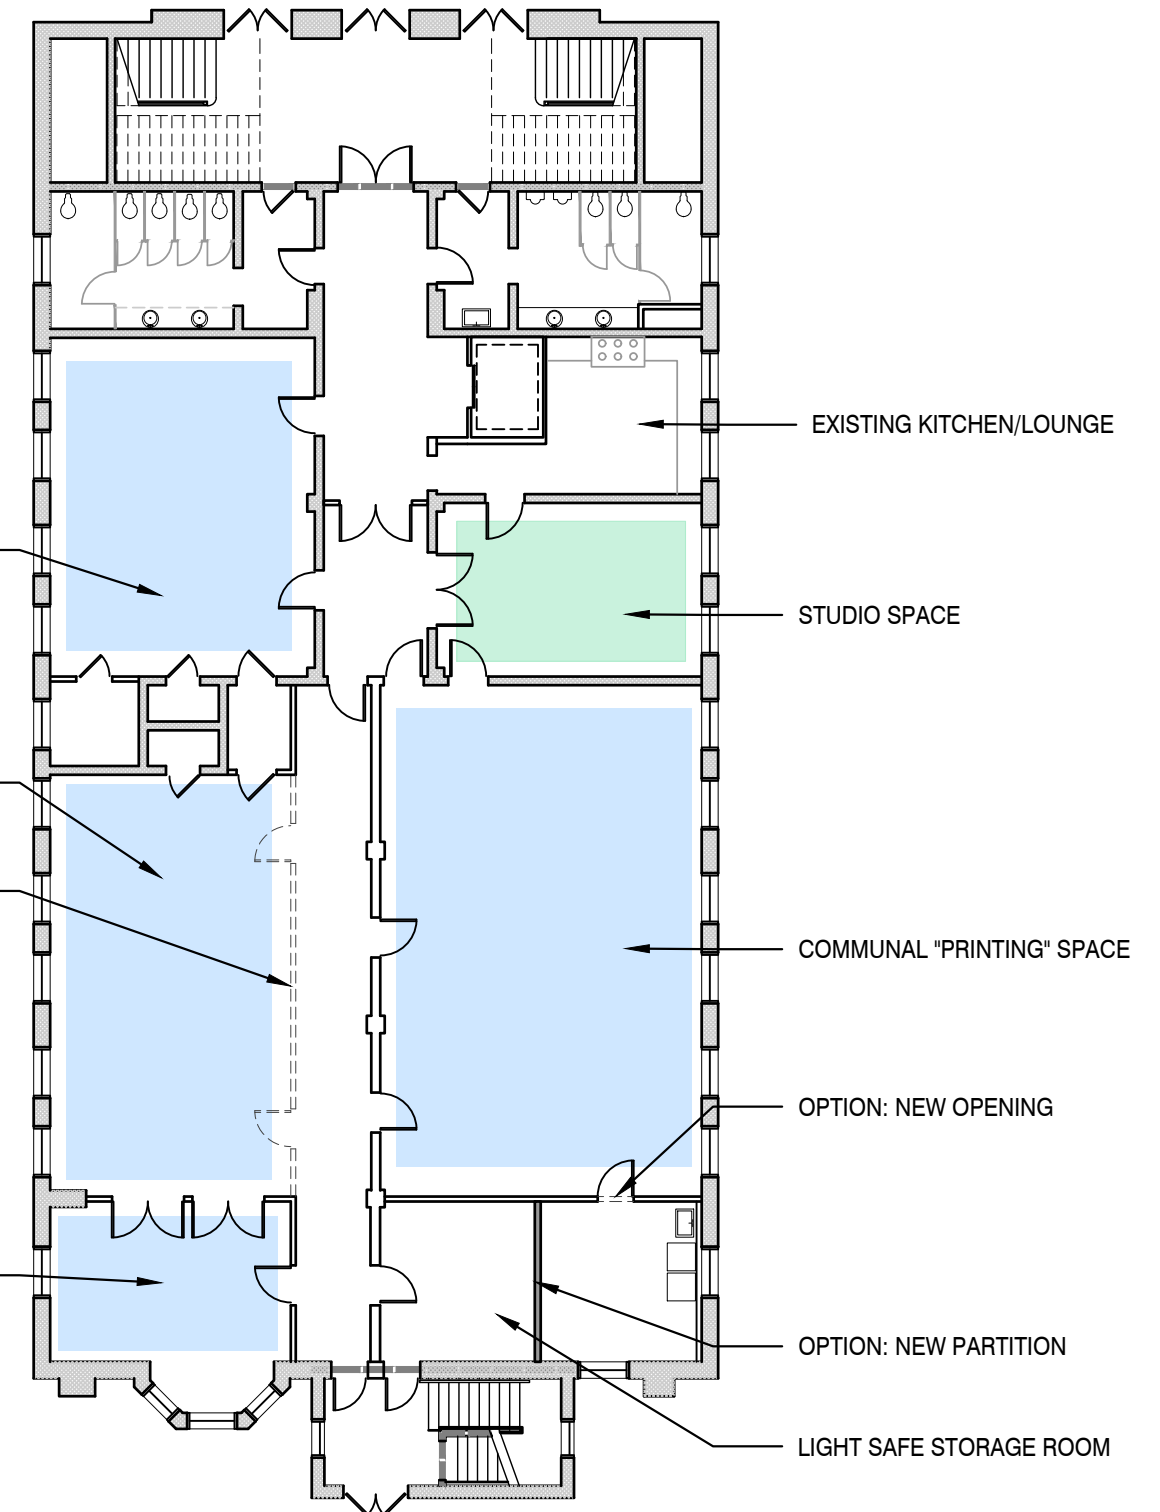 EXISTING KITCHEN/LOUNGE
STUDIO SPACE
COMMUNAL "PRINTING" SPACE
OPTION: NEW OPENING
OPTION: NEW PARTITION
LIGHT SAFE STORAGE ROOM